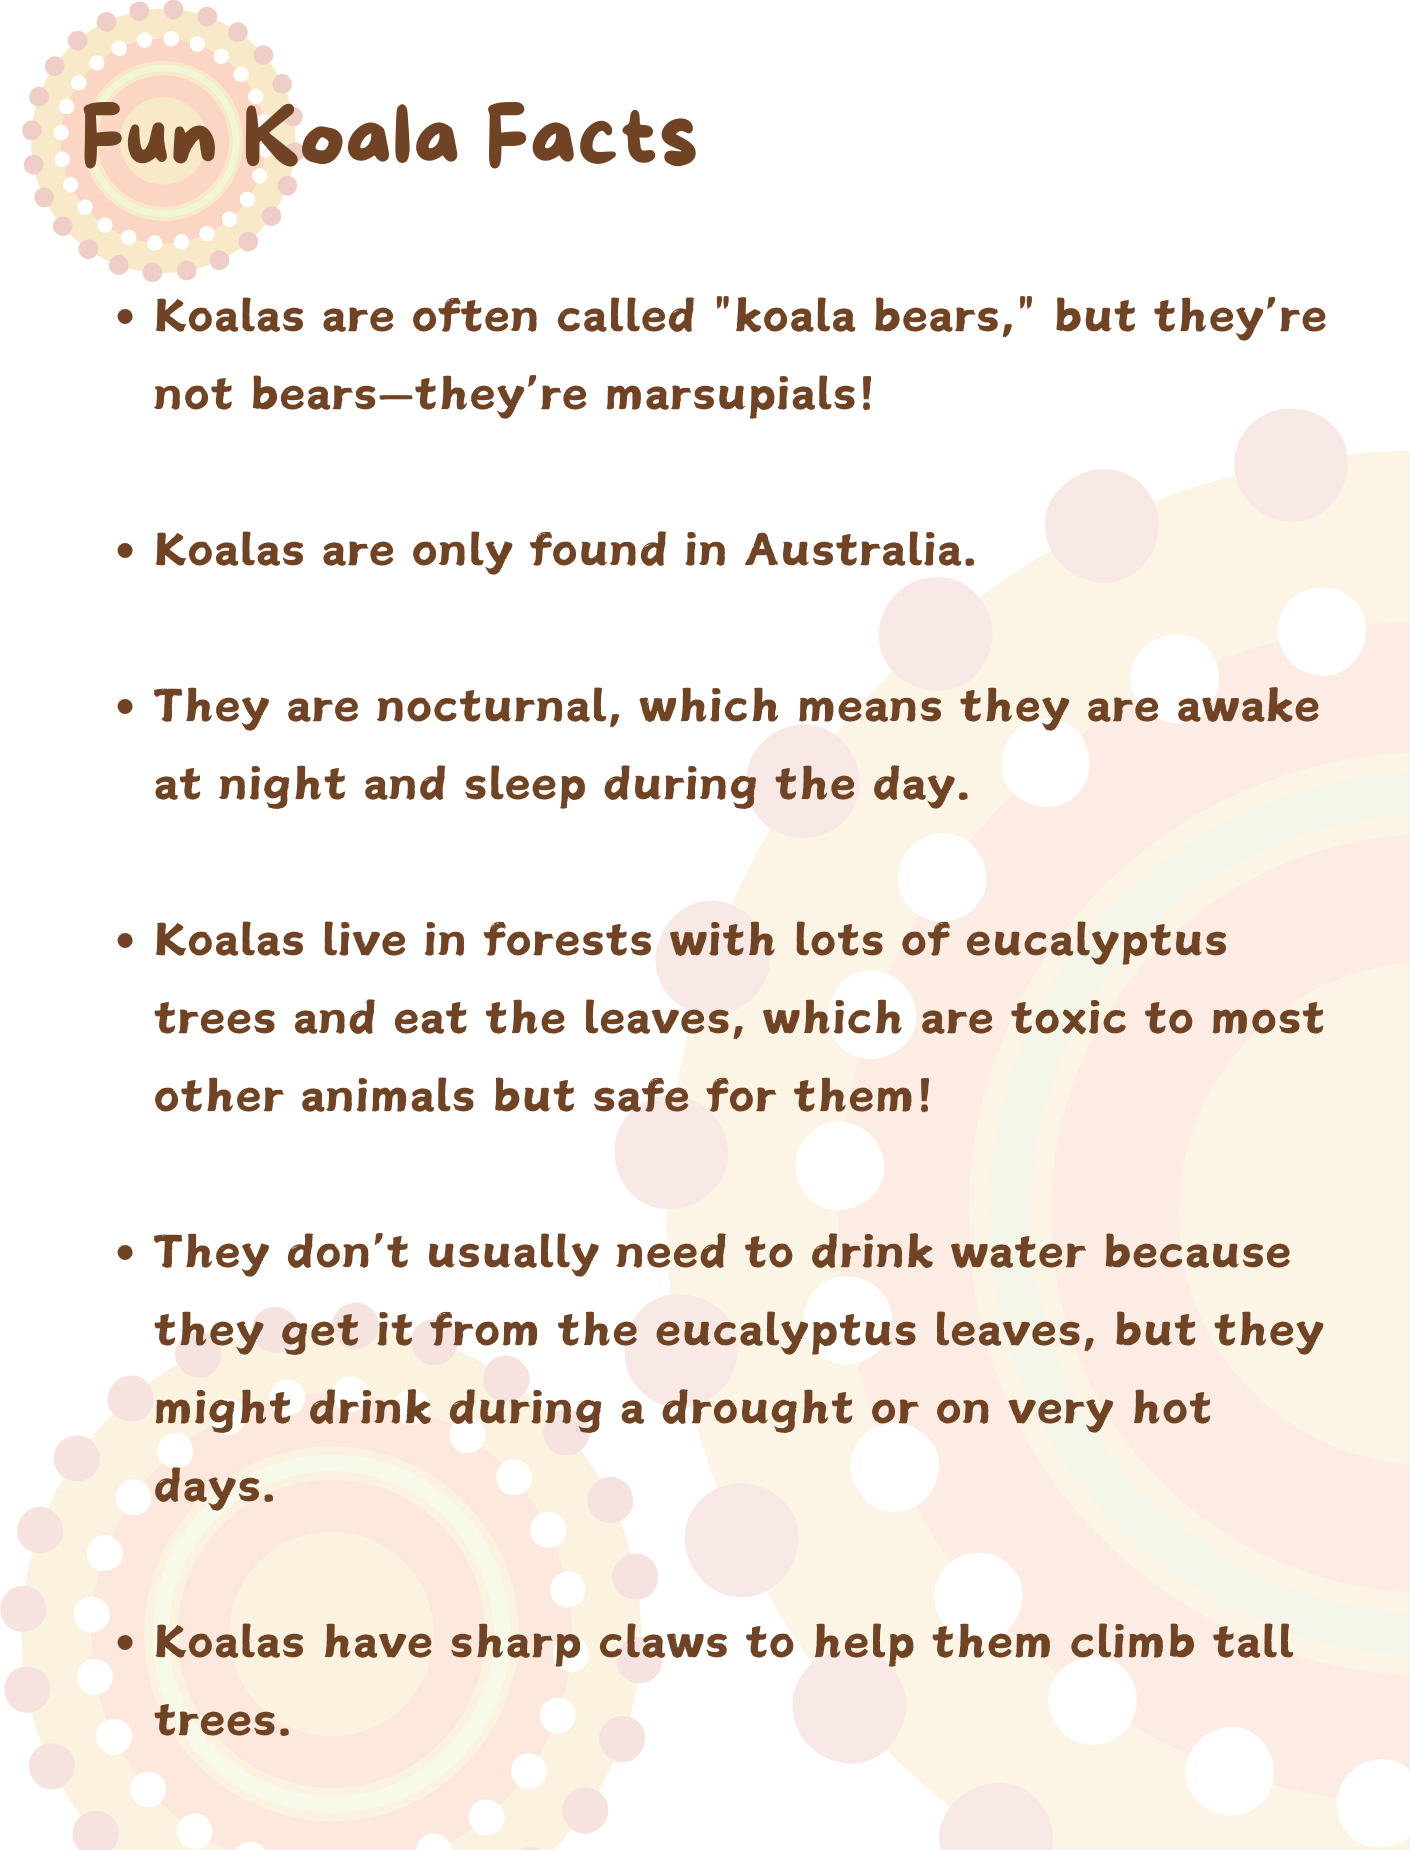 Fun Koala Facts
• Koalas are often called "koala bears," but they’re
not bears—they’re marsupials!
• Koalas are only found in Australia.
• They are nocturnal, which means they are awake
at night and sleep during the day.
• Koalas live in forests with lots of eucalyptus
trees and eat the leaves, which are toxic to most
other animals but safe for them!
• They don’t usually need to drink water because
they get it from the eucalyptus leaves, but they
might drink during a drought or on very hot
days.
• Koalas have sharp claws to help them climb tall
trees.